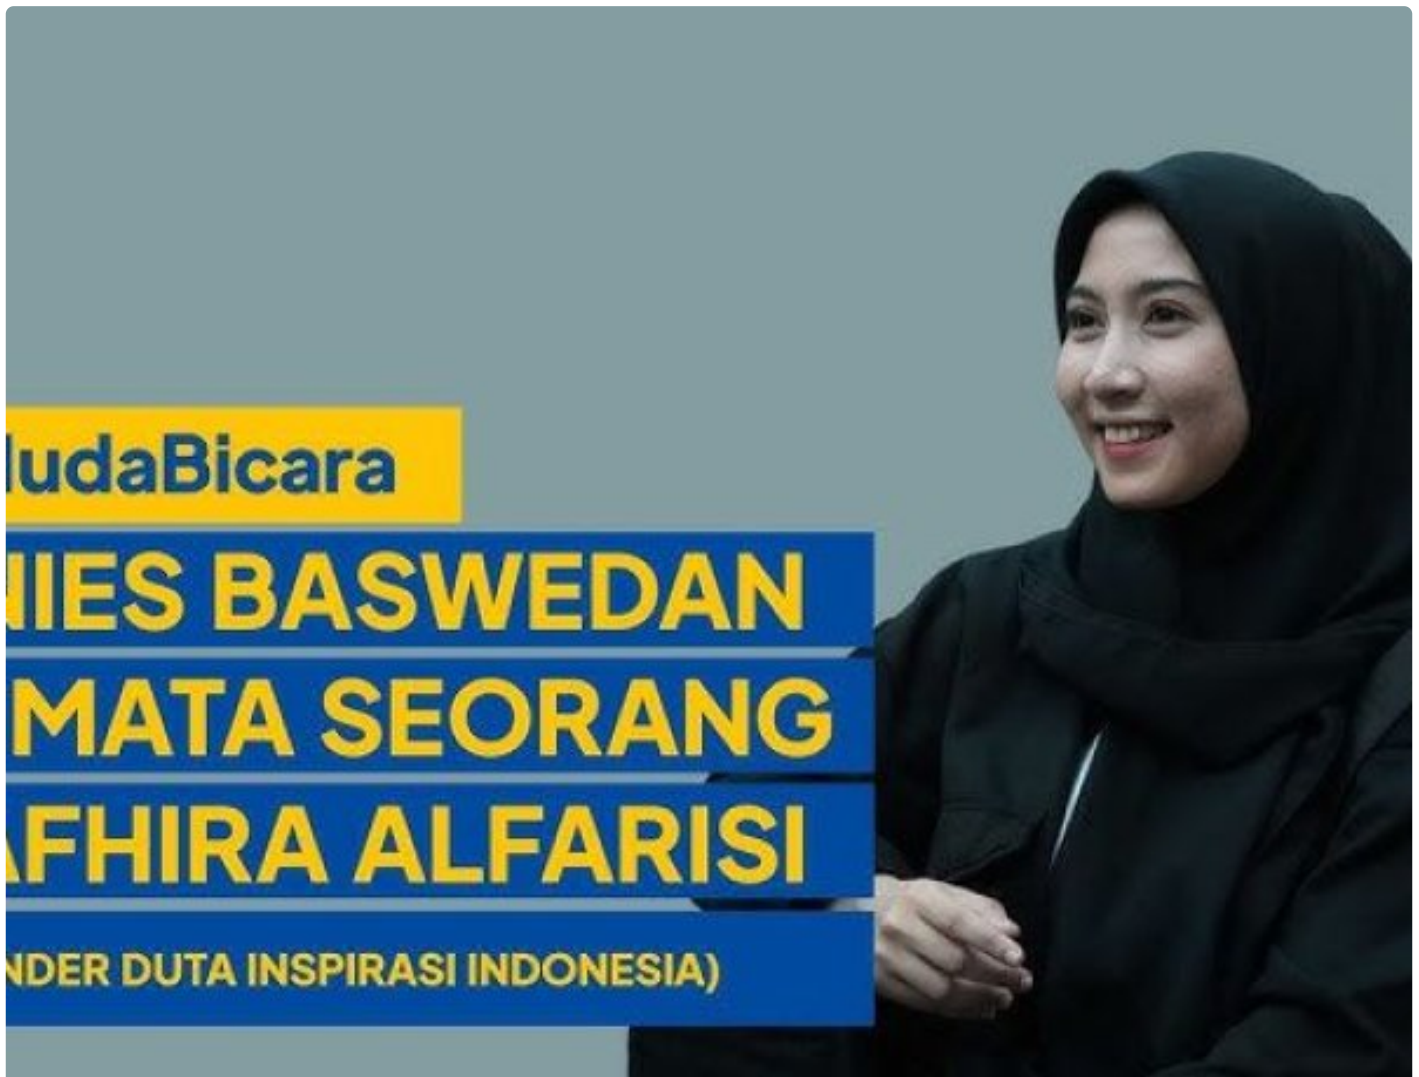 udaBicara
NIES BASWEDAN
MATA SEORANG
AFHIRA ALFARISI
NDER DUTA INSPIRASI INDONESIA)